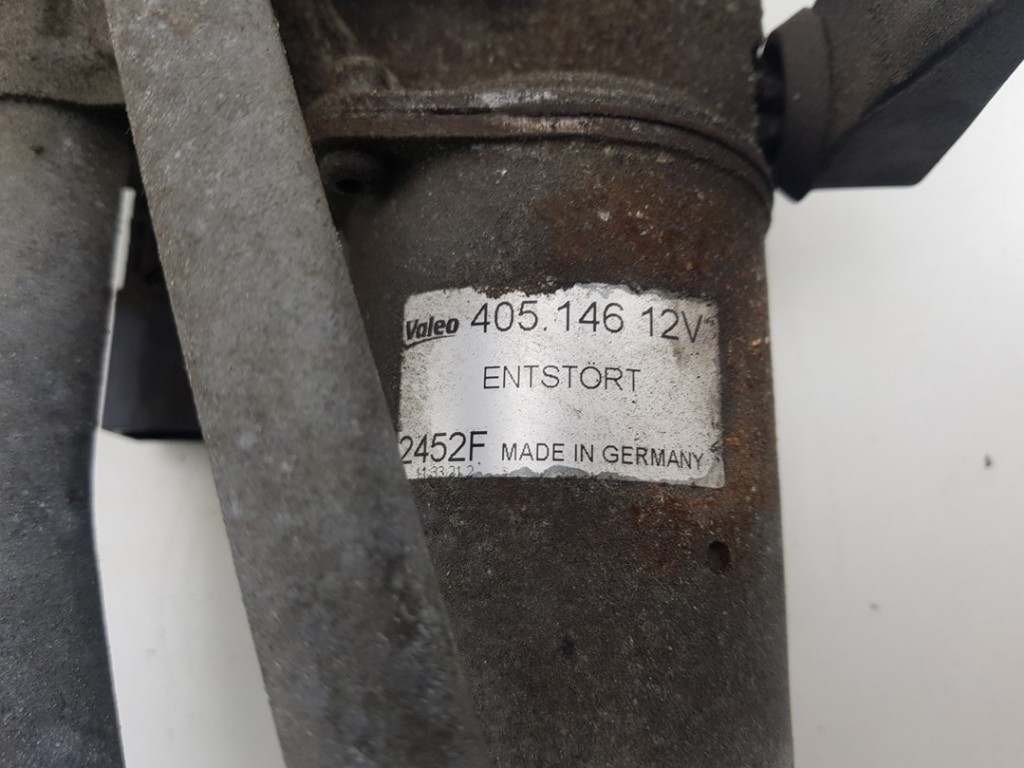 Valeo 405.146 12V
ENTSTÖRT
2452F MADE IN GERMANY